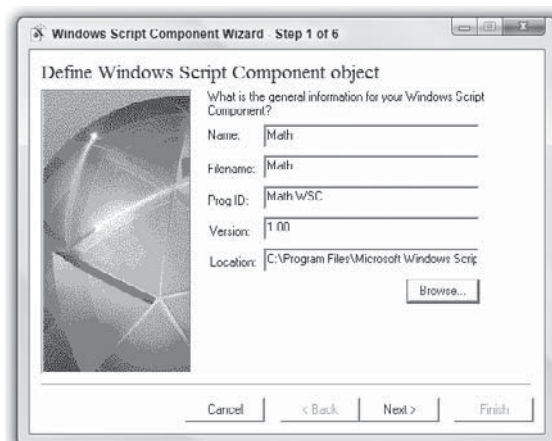 Windows Script Component Wizard - Step 1 of 6
Define Windows Script Component object
What is the general information for your Windows Script
Component?
Name: Math
Filename: Math
Prog ID: Math.WSC
Version: 1.00
Location: C:\Program Files\Microsoft Windows Scrip
Browse...
Cancel
< Back
Next >
Finish